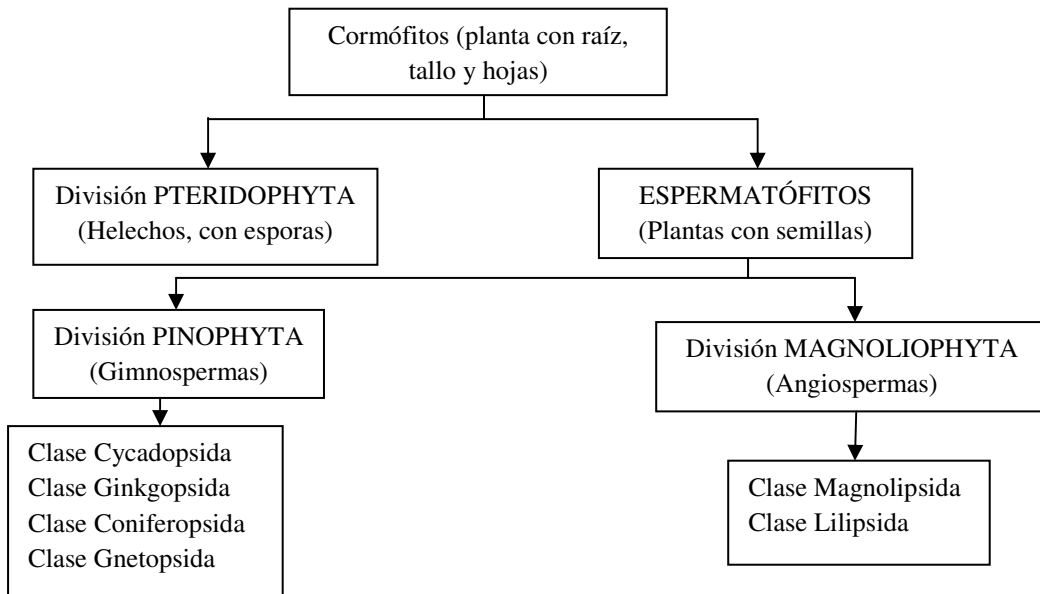 Cormófitos (planta con raíz,
tallo y hojas)
División PTERIDOPHYTA
(Helechos, con esporas)
ESPERMATÓFITOS
(Plantas con semillas)
División PINOPHYTA
(Gimnospermas)
División MAGNOLIOPHYTA
(Angiospermas)
Clase Cycadopsida
Clase Ginkgopsida
Clase Coniferopsida
Clase Gnetopsida
Clase Magnolipsida
Clase Lilipsida